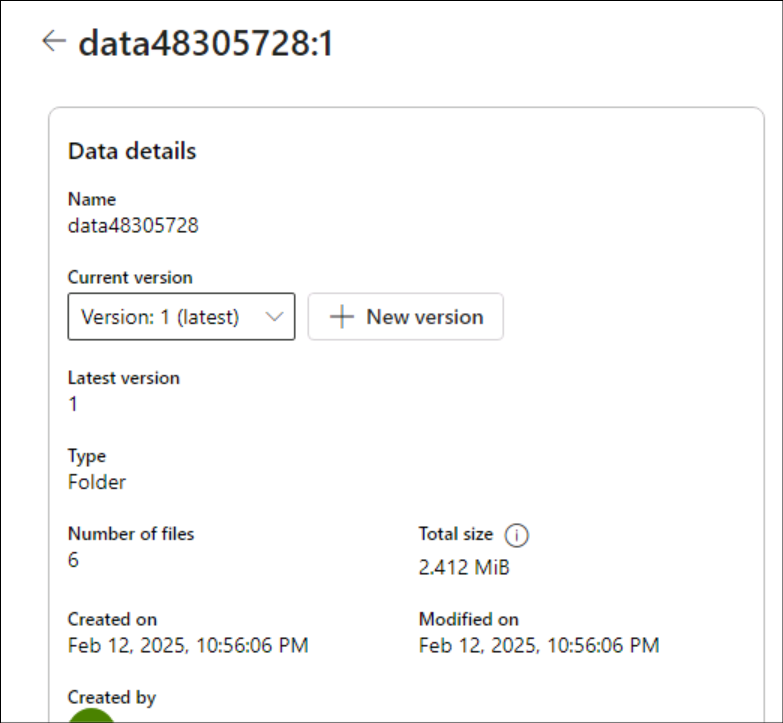 data48305728:1
Data details
Name
data48305728
Current version
Version: 1 (latest)
New version
Latest version
1
Type
Folder
Number of files
6
Total size
2.412 MiB
Created on
Feb 12, 2025, 10:56:06 PM
Modified on
Feb 12, 2025, 10:56:06 PM
Created by